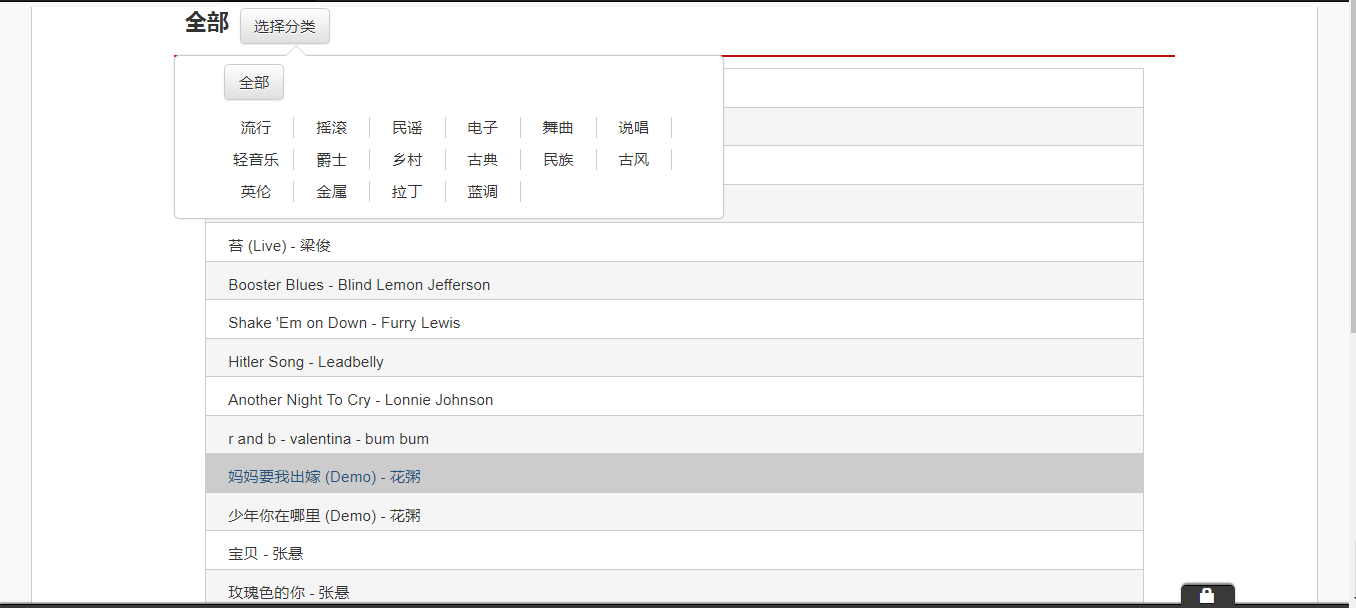 全部 选择分类
全部
流行 摇滚 民谣 电子 舞曲 说唱
轻音乐 爵士 乡村 古典 民族 古风
英伦 金属 拉丁 蓝调
苔 (Live) - 梁俊
Booster Blues - Blind Lemon Jefferson
Shake 'Em on Down - Furry Lewis
Hitler Song - Leadbelly
Another Night To Cry - Lonnie Johnson
r and b - valentina - bum bum
妈妈要我出嫁 (Demo) - 花粥
少年你在哪里 (Demo) - 花粥
宝贝 - 张悬
玫瑰色的你 - 张悬